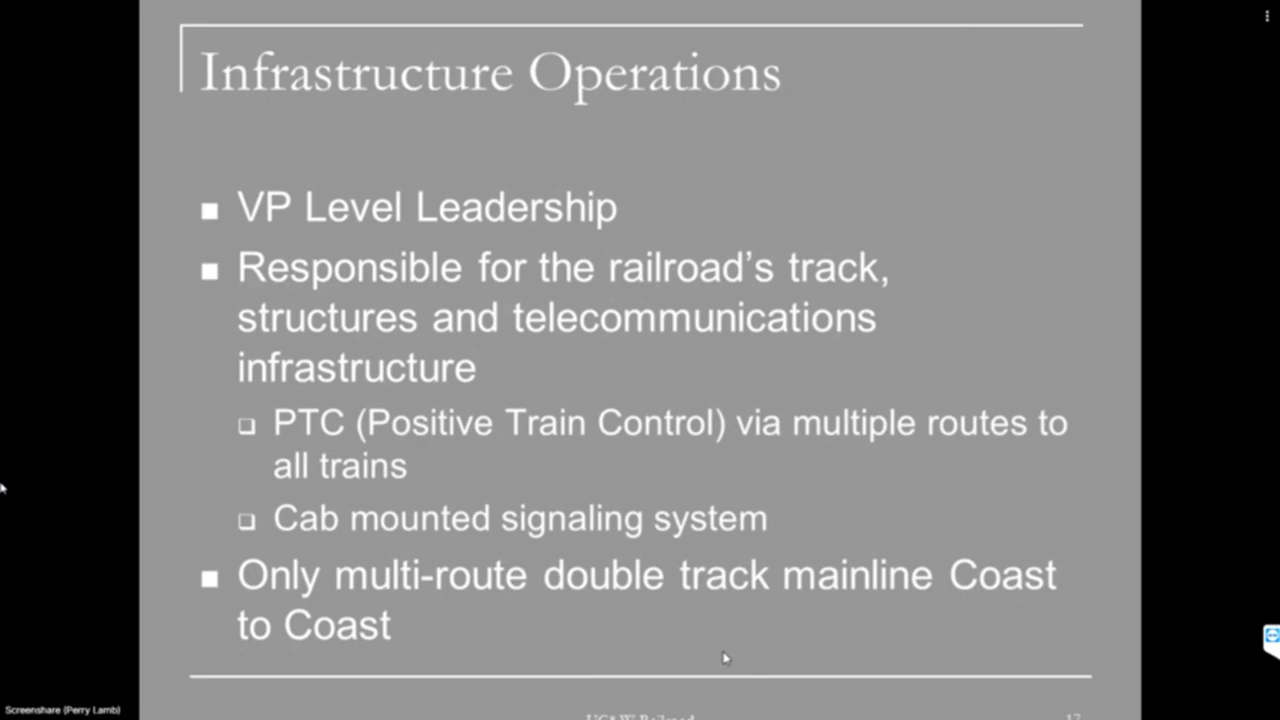 Infrastructure Operations
VP Level Leadership
Responsible for the railroad's track,
structures and telecommunications
infrastructure
PTC (Positive Train Control) via multiple routes to
all trains
Cab mounted signaling system
Only multi-route double track mainline Coast
to Coast
Railroad
17
Screenshare (Perry Lamb)